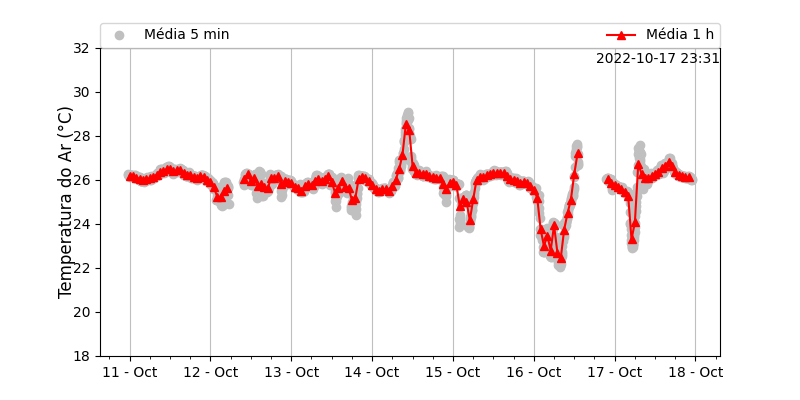 Média 5 min
Média 1 h
2022-10-17 23:31
Temperatura do Ar (°C)
32
30
28
26
24
22
20
18
11 - Oct
12 - Oct
13 - Oct
14 - Oct
15 - Oct
16 - Oct
17 - Oct
18 - Oct